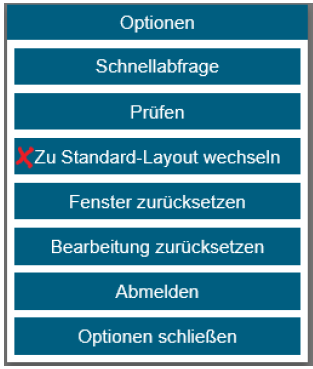 Optionen
Schnellabfrage
Prüfen
Zu Standard-Layout wechseln
Fenster zurücksetzen
Bearbeitung zurücksetzen
Abmelden
Optionen schließen